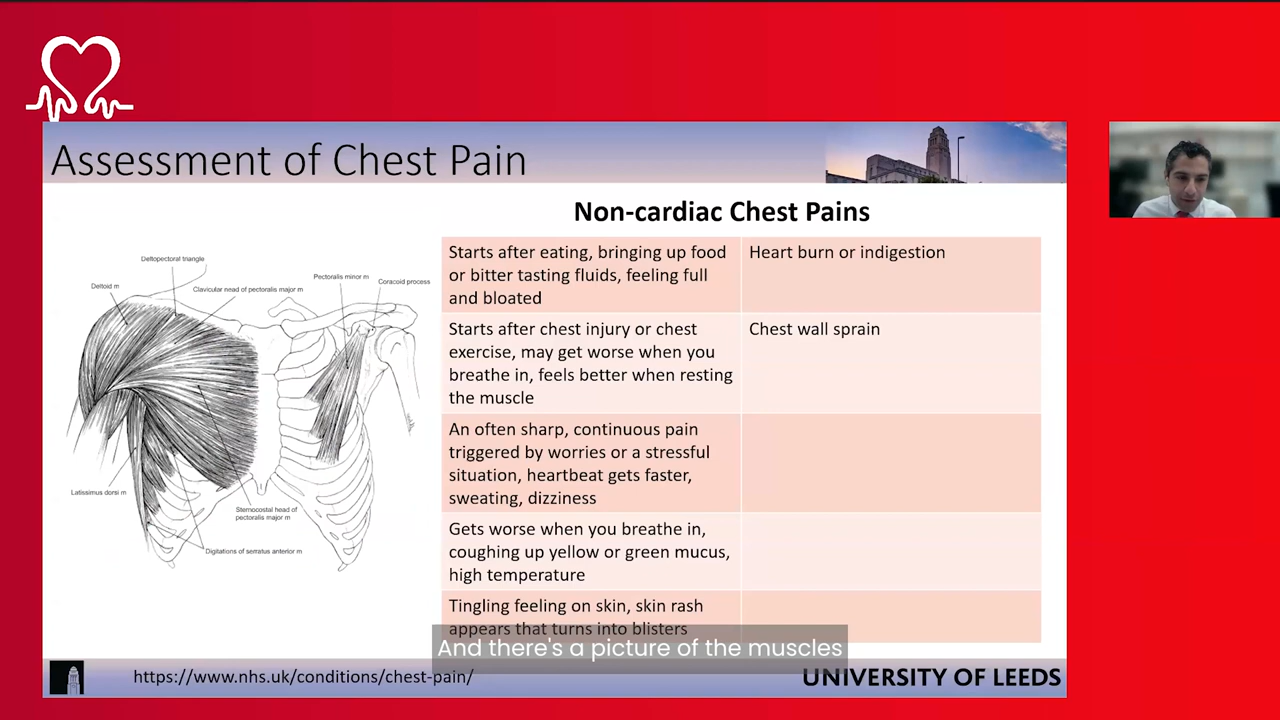 Assessment of Chest Pain
Non-cardiac Chest Pains
Deltopectoral triangle
Deltoid m
Clavicular head of pectoralis major m
Pectoralis minor m
Coracoid process
Latissimus dorsi m
Sternocostal head of
pectoralis major m
Digitations of serratus anterior m
Starts after eating, bringing up food
or bitter tasting fluids, feeling full
and bloated
Heart burn or indigestion
Starts after chest injury or chest
exercise, may get worse when you
breathe in, feels better when resting
the muscle
Chest wall sprain
An often sharp, continuous pain
triggered by worries or a stressful
situation, heartbeat gets faster,
sweating, dizziness
Gets worse when you breathe in,
coughing up yellow or green mucus,
high temperature
Tingling feeling on skin, skin rash
appears that turns into blisters
And there's a picture of the muscles
https://www.nhs.uk/conditions/chest-pain/
UNIVERSITY OF LEEDS